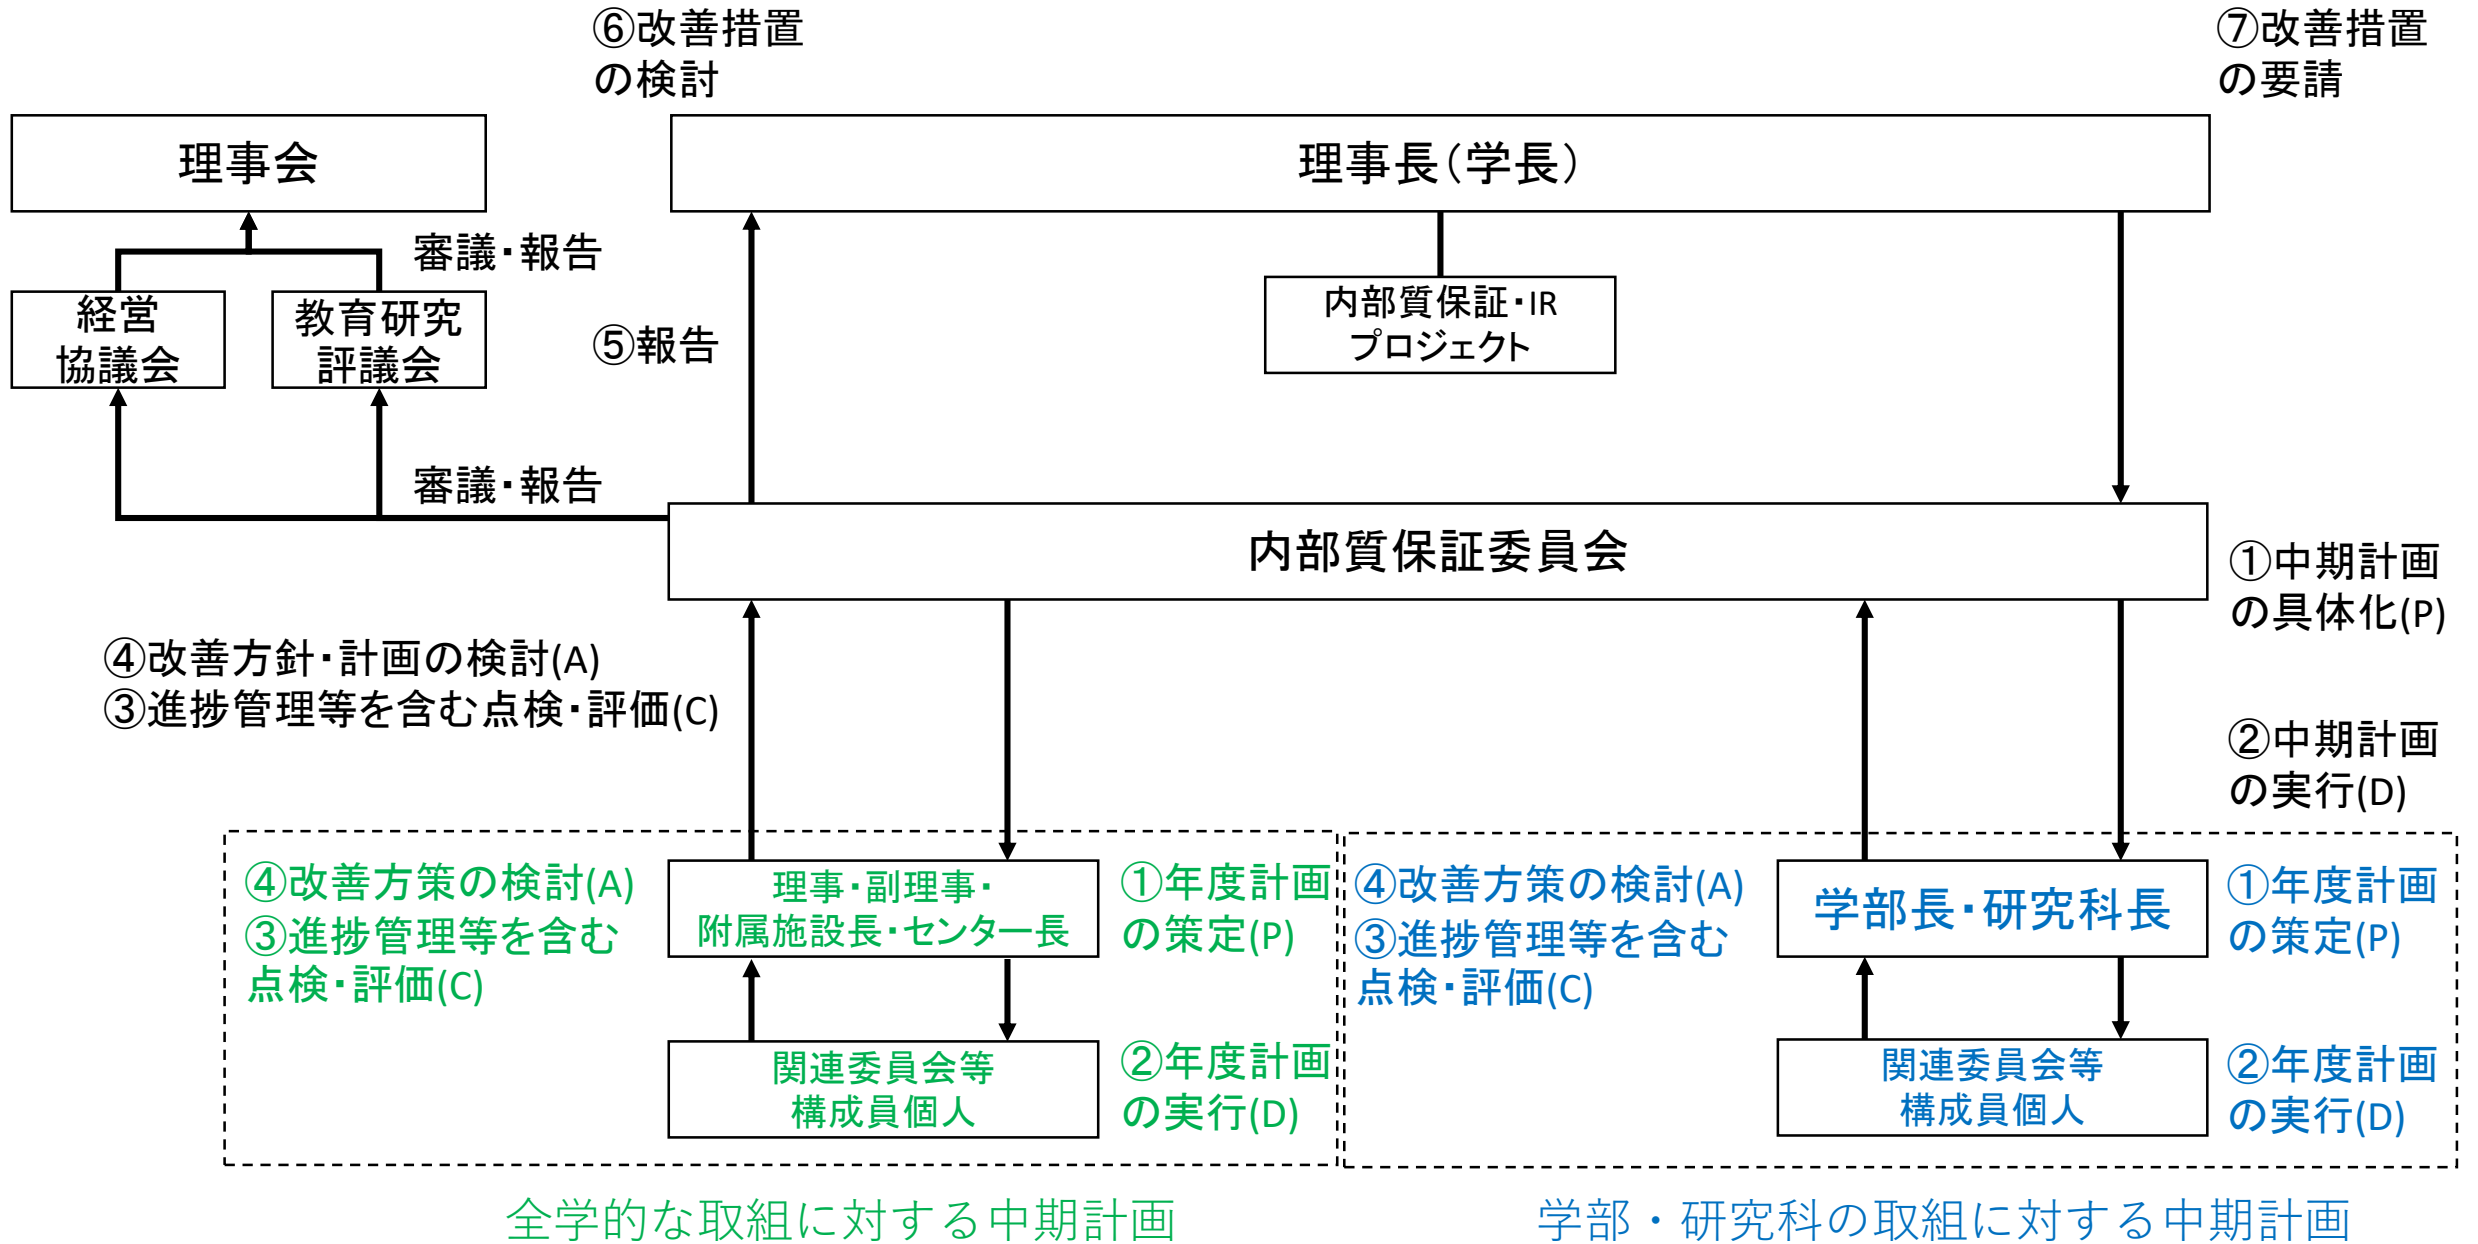 ⑥改善措置
の検討
⑦改善措置
の要請
理事会
理事長(学長)
審議・報告
経営
協議会
教育研究
評議会
⑤報告
内部質保証・IR
プロジェクト
審議・報告
内部質保証委員会
①中期計画
の具体化(P)
④改善方針・計画の検討(A)
③進捗管理等を含む点検・評価(C)
②中期計画
の実行(D)
④改善方策の検討(A)
③進捗管理等を含む
点検・評価(C)
理事・副理事・
附属施設長・センター長
①年度計画
の策定(P)
関連委員会等
構成員個人
②年度計画
の実行(D)
④改善方策の検討(A)
③進捗管理等を含む
点検・評価(C)
学部長・研究科長
①年度計画
の策定(P)
関連委員会等
構成員個人
②年度計画
の実行(D)
全学的な取組に対する中期計画
学部・研究科の取組に対する中期計画